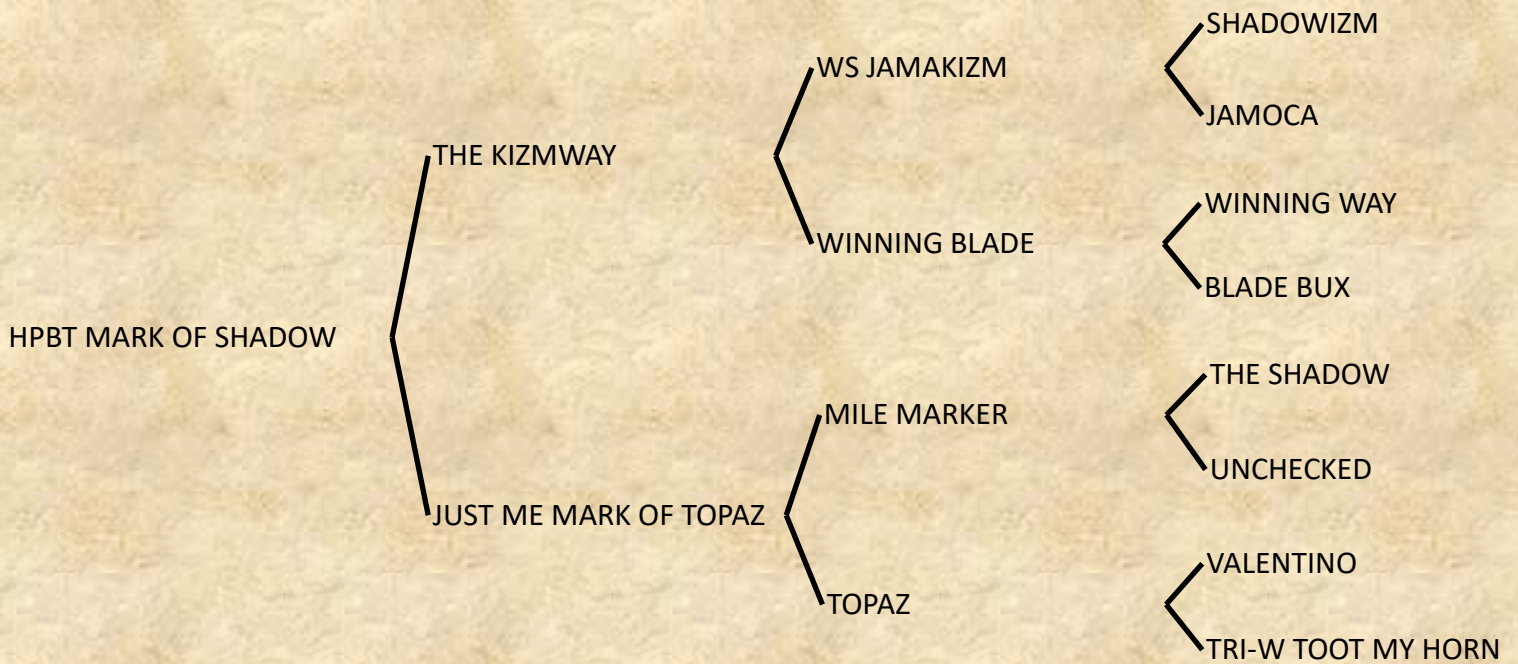 SHADOWIZM
WS JAMAKIZM
JAMOCA
THE KIZMWAY
WINNING WAY
WINNING BLADE
BLADE BUX
HPBT MARK OF SHADOW
THE SHADOW
MILE MARKER
UNCHECKED
JUST ME MARK OF TOPAZ
VALENTINO
TOPAZ
TRI-W TOOT MY HORN